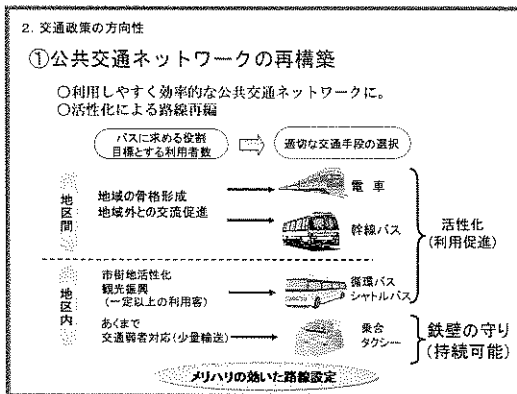 2. 交通政策の方向性
①公共交通ネットワークの再構築
○利用しやすく効率的な公共交通ネットワークに。
○活性化による路線再編
バスに求める役割
目標とする利用者数
適切な交通手段の選択
地区間
地域の骨格形成
地域外との交流促進
電車
幹線バス
地区内
市街地活性化
観光振興
(一定以上の利用客)
循環バス
シャトルバス
活性化
(利用促進)
あくまで
交通弱者対応(少量輸送)
乗合
タクシー
鉄壁の守り
(持続可能)
メリハリの効いた路線設定